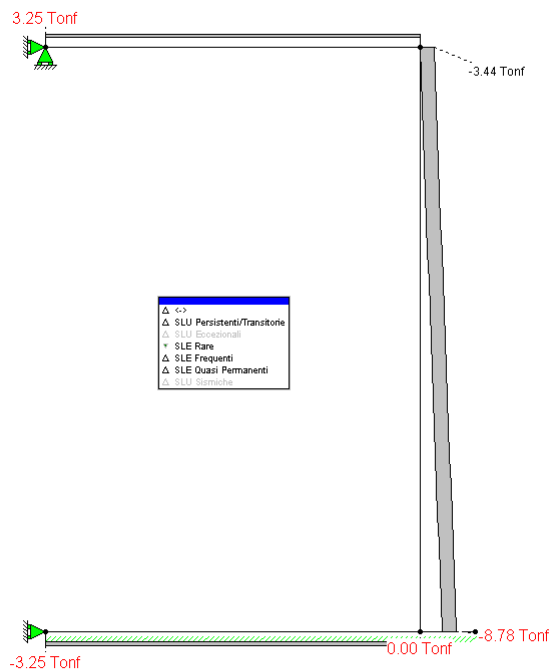 3.25 Tonf
-3.44 Tonf
<->
SLU Persistenti/Transitorie
SLU Eccezionali
SLE Rare
SLE Frequenti
SLE Quasi Permanenti
SLU Sismiche
-8.78 Tonf
0.00 Tonf
-3.25 Tonf